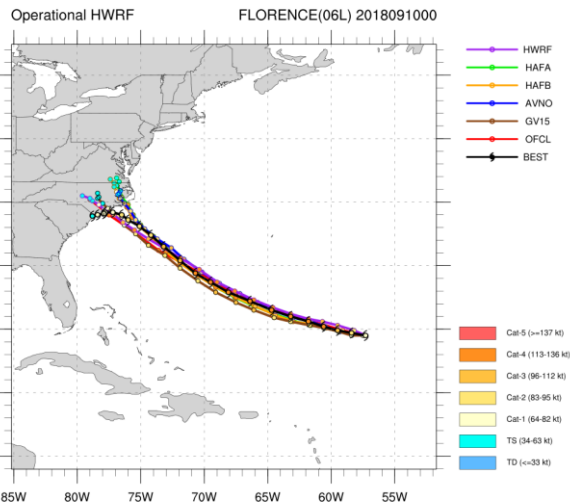 Operational HWRF FLORENCE(06L) 2018091000
HWRF
HAFA
HAFB
AVNO
GV15
OFCL
BEST
Cat-5 (>=137 kt)
Cat-4 (113-136 kt)
Cat-3 (96-112 kt)
Cat-2 (83-95 kt)
Cat-1 (64-82 kt)
TS (34-63 kt)
TD (<=33 kt)
85W 80W 75W 70W 65W 60W 55W